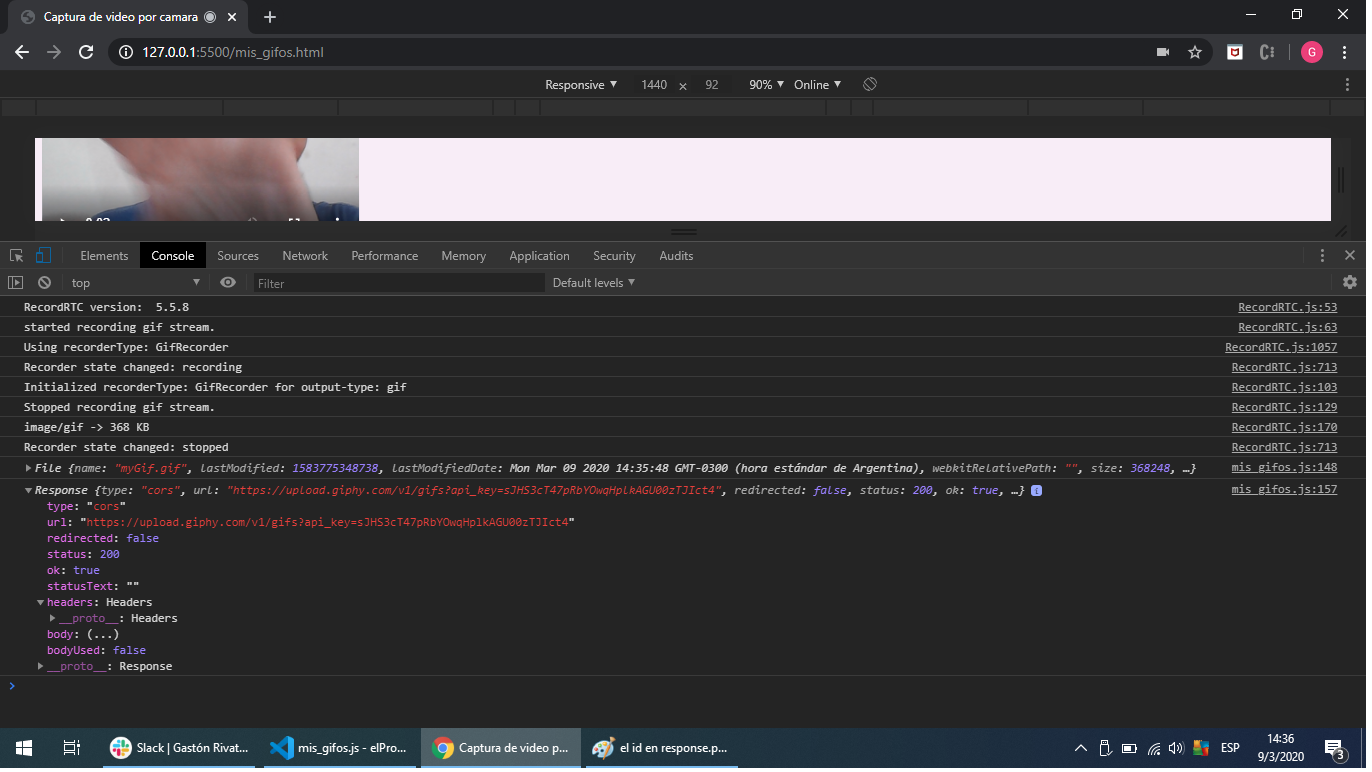 Captura de video por camara
127.0.0.1:5500/mis_gifos.html
G
Responsive ▼ 1440 × 92 90% ▼ Online ▼
Elements Console Sources Network Performance Memory Application Security Audits
top ▼ Filter Default levels ▼
RecordRTC version:  5.5.8 RecordRTC.js:53
started recording gif stream. RecordRTC.js:63
Using recorderType: GifRecorder RecordRTC.js:1057
Recorder state changed: recording RecordRTC.js:713
Initialized recorderType: GifRecorder for output-type: gif RecordRTC.js:103
Stopped recording gif stream. RecordRTC.js:129
image/gif -> 368 KB RecordRTC.js:170
Recorder state changed: stopped RecordRTC.js:713
File {name: "myGif.gif", lastModified: 1583775348738, lastModifiedDate: Mon Mar 09 2020 14:35:48 GMT-0300 (hora estándar de Argentina), webkitRelativePath: "", size: 368248, …} mis_gifos.js:148
Response {type: "cors", url: "https://upload.giphy.com/v1/gifs?api_key=sJHS3cT47pRbYOwqHplkAGU00zTJIct4", redirected: false, status: 200, ok: true, …} i mis_gifos.js:157
type: "cors"
url: "https://upload.giphy.com/v1/gifs?api_key=sJHS3cT47pRbYOwqHplkAGU00zTJIct4"
redirected: false
status: 200
ok: true
statusText: ""
headers: Headers
__proto__: Headers
body: (...)
bodyUsed: false
__proto__: Response
Slack | Gastón Rivat... mis_gifos.js - elPro... Captura de video p... el id en response.p... ESP 14:36
9/3/2020
3